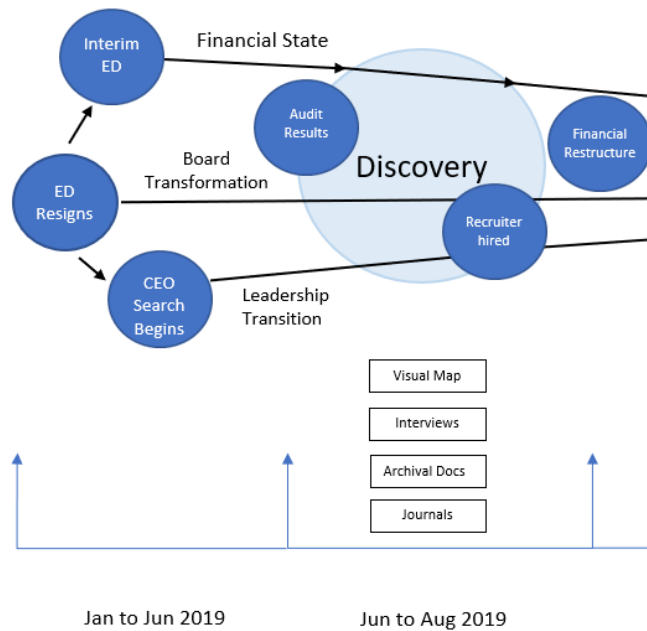 Interim
ED
Financial State
Audit
Results
Financial
Restructure
Board
Transformation
Discovery
ED
Resigns
Recruiter
hired
CEO
Search
Begins
Leadership
Transition
Visual Map
Interviews
Archival Docs
Journals
Jan to Jun 2019
Jun to Aug 2019